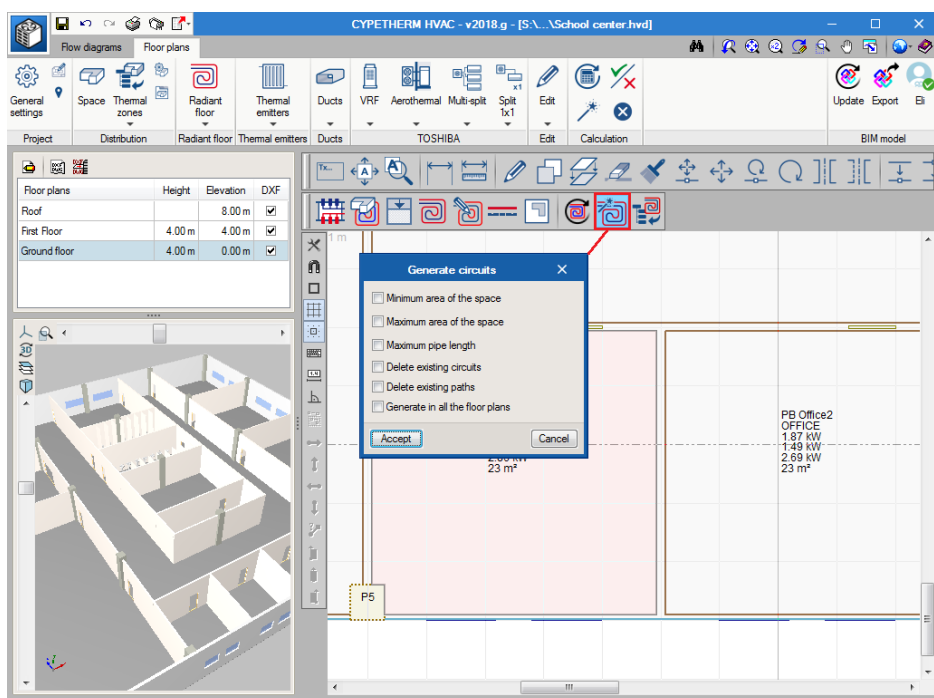 CYPETHERM HVAC - v2018.g - [S:\...\School center.hvd]
Flow diagrams Floor plans
General settings
Space
Thermal zones
Radiant floor
Thermal emitters
Ducts
VRF
Aerothermal
Multi-split
Split 1x1
x1
Edit
Update
Export
Project
Distribution
Radiant floor
Thermal emitters
Ducts
TOSHIBA
Edit
Calculation
BIM model
Floor plans Height Elevation DXF
Roof 8.00 m
First Floor 4.00 m 4.00 m
Ground floor 4.00 m 0.00 m
1 m
Generate circuits
Minimum area of the space
Maximum area of the space
Maximum pipe length
Delete existing circuits
Delete existing paths
Generate in all the floor plans
Accept Cancel
23 m²
PB Office2
OFFICE
1.87 kW
1.49 kW
2.69 kW
23 m²
P5
3D